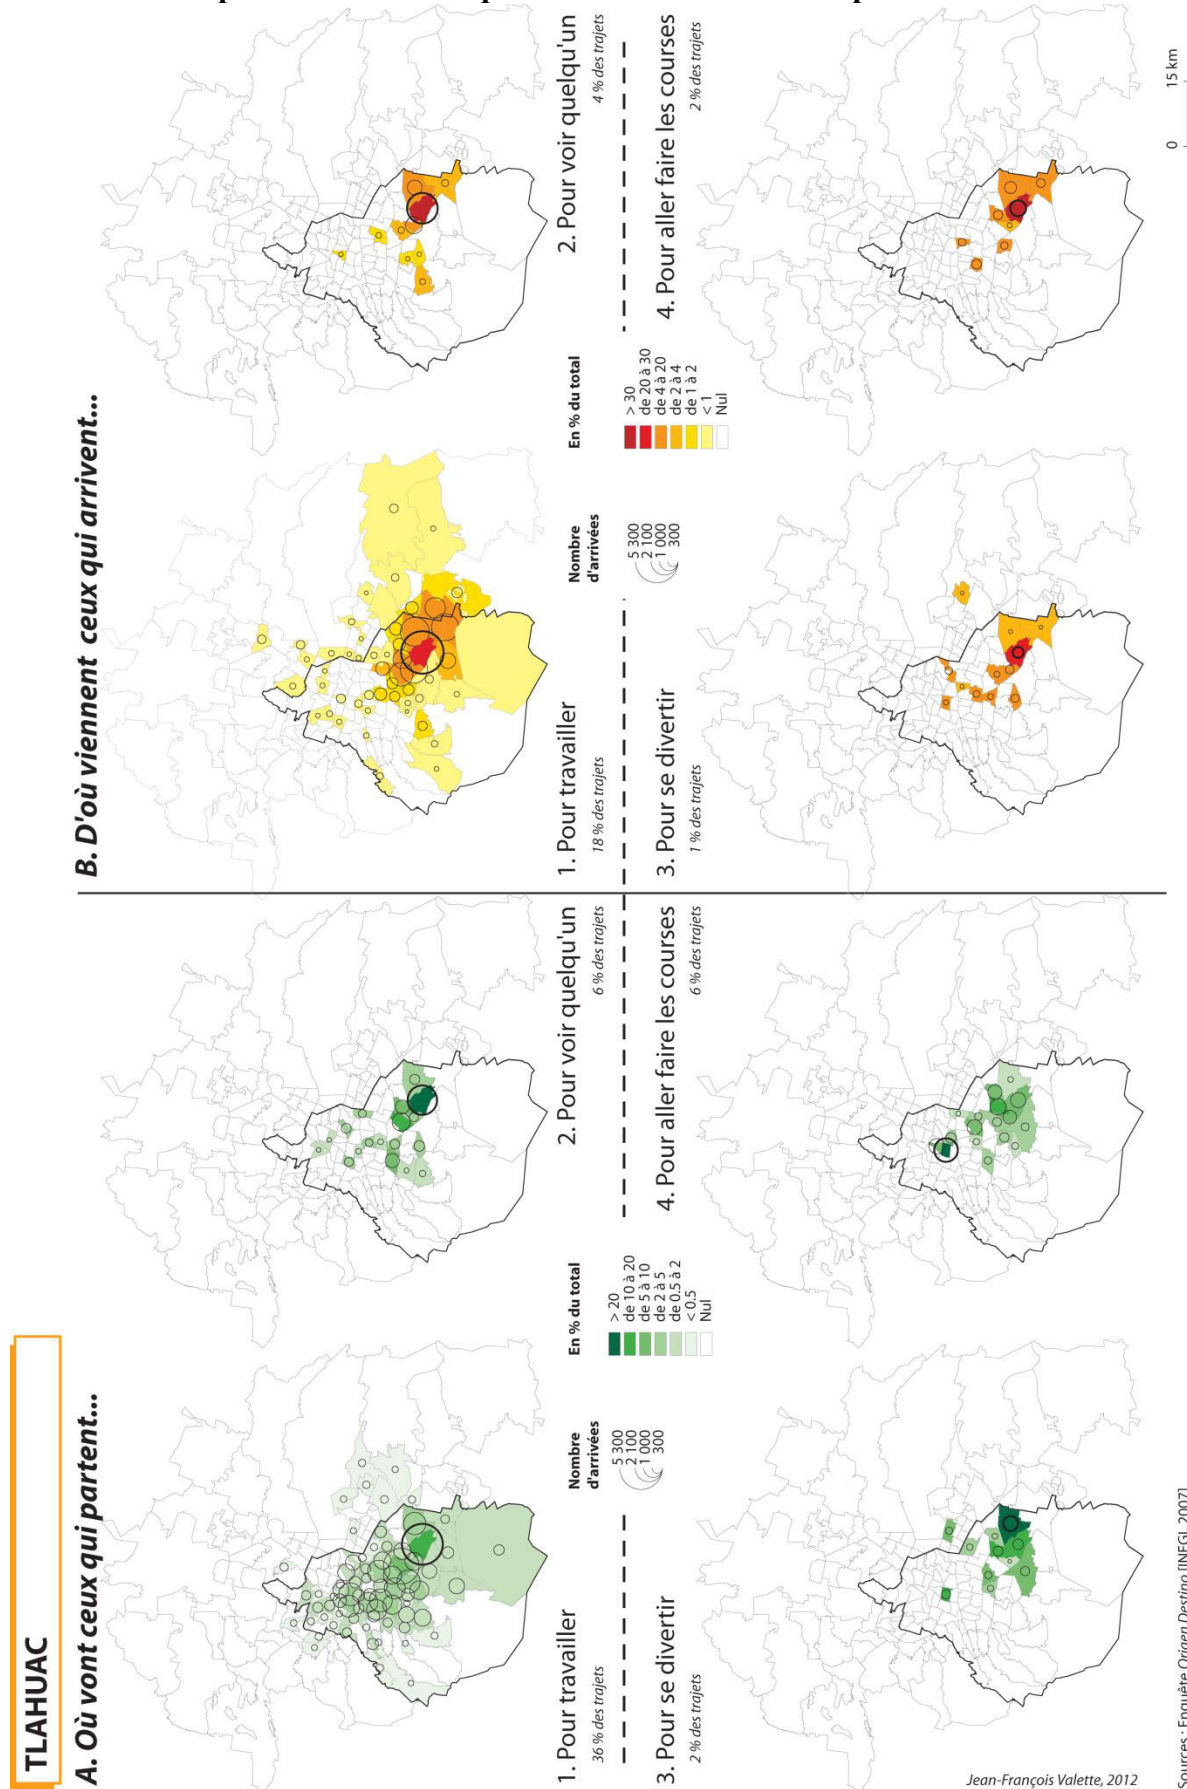 TLAHUAC
A. Où vont ceux qui partent...
B. D'où viennent ceux qui arrivent...
1. Pour travailler
36 % des trajets
2. Pour voir quelqu'un
6 % des trajets
1. Pour travailler
18 % des trajets
2. Pour voir quelqu'un
4 % des trajets
Nombre
d'arrivées
5 300
2 100
1 000
300
En % du total
> 20
de 10 à 20
de 5 à 10
de 2 à 5
de 0.5 à 2
< 0.5
Nul
Nombre
d'arrivées
5 300
2 100
1 000
300
En % du total
> 30
de 20 à 30
de 4 à 20
de 2 à 4
de 1 à 2
< 1
Nul
3. Pour se divertir
2 % des trajets
4. Pour aller faire les courses
6 % des trajets
3. Pour se divertir
1 % des trajets
4. Pour aller faire les courses
2 % des trajets
Jean-François Valette, 2012
0 15 km
Sources : Enquête Origen Destino [INEGI, 2007]